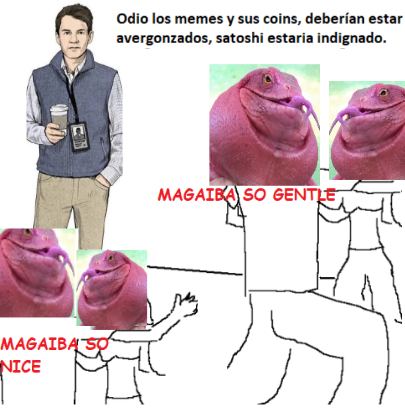 Odio los memes y sus coins, deberían estar
avergonzados, satoshi estaria indignado.
MAGAIBA SO GENTLE
MAGAIBA SO
NICE